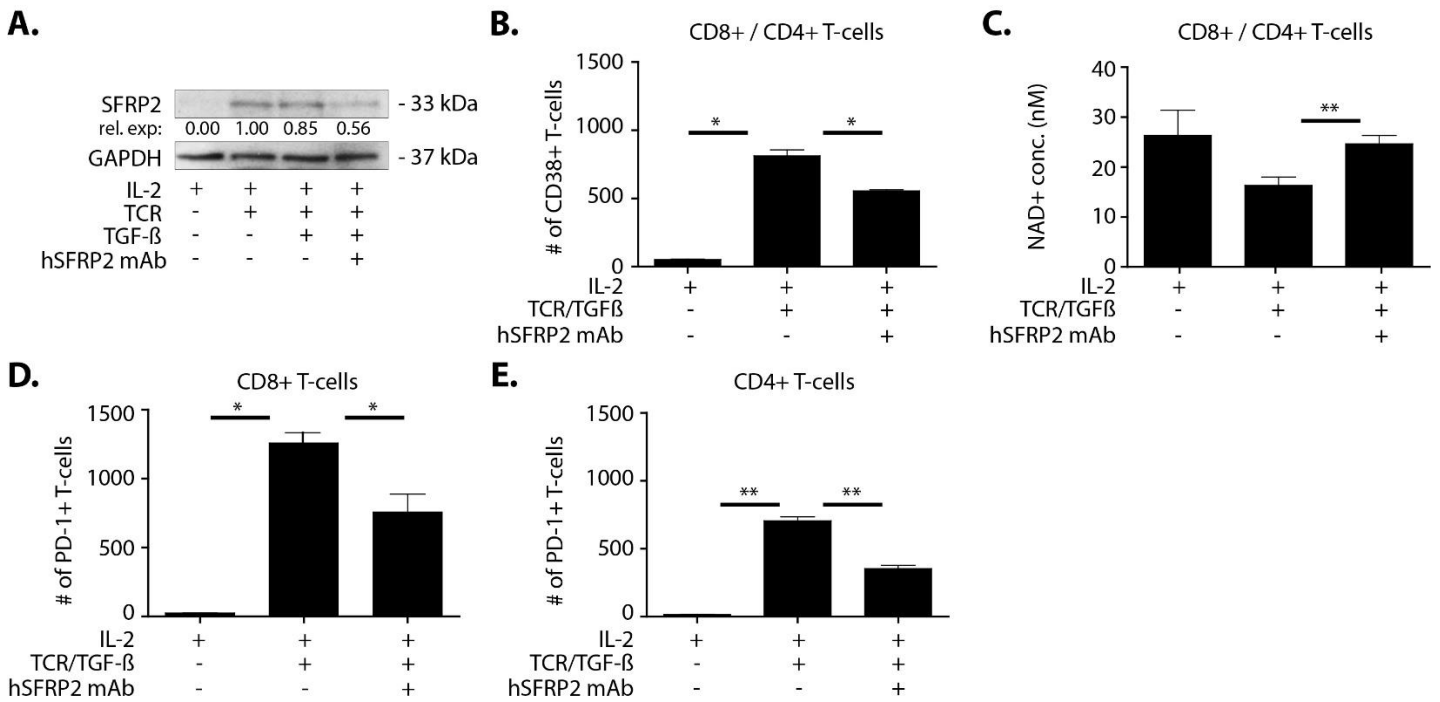 A.
SFRP2 - 33 kDa
rel. exp: 0.00 1.00 0.85 0.56
GAPDH - 37 kDa
IL-2 + + + +
TCR - + + +
TGF-ß - - + +
hSFRP2 mAb - - - +
B.
CD8+ / CD4+ T-cells
# of CD38+ T-cells
1500
1000
500
0
* *
IL-2 + + +
TCR/TGFß - + +
hSFRP2 mAb - - +
C.
CD8+ / CD4+ T-cells
NAD+ conc. (nM)
40
30
20
10
0
**
IL-2 + + +
TCR/TGFß - + +
hSFRP2 mAb - - +
D.
CD8+ T-cells
# of PD-1+ T-cells
1500
1000
500
0
* *
IL-2 + + +
TCR/TGF-ß - + +
hSFRP2 mAb - - +
E.
CD4+ T-cells
# of PD-1+ T-cells
1500
1000
500
0
** **
IL-2 + + +
TCR/TGF-ß - + +
hSFRP2 mAb - - +